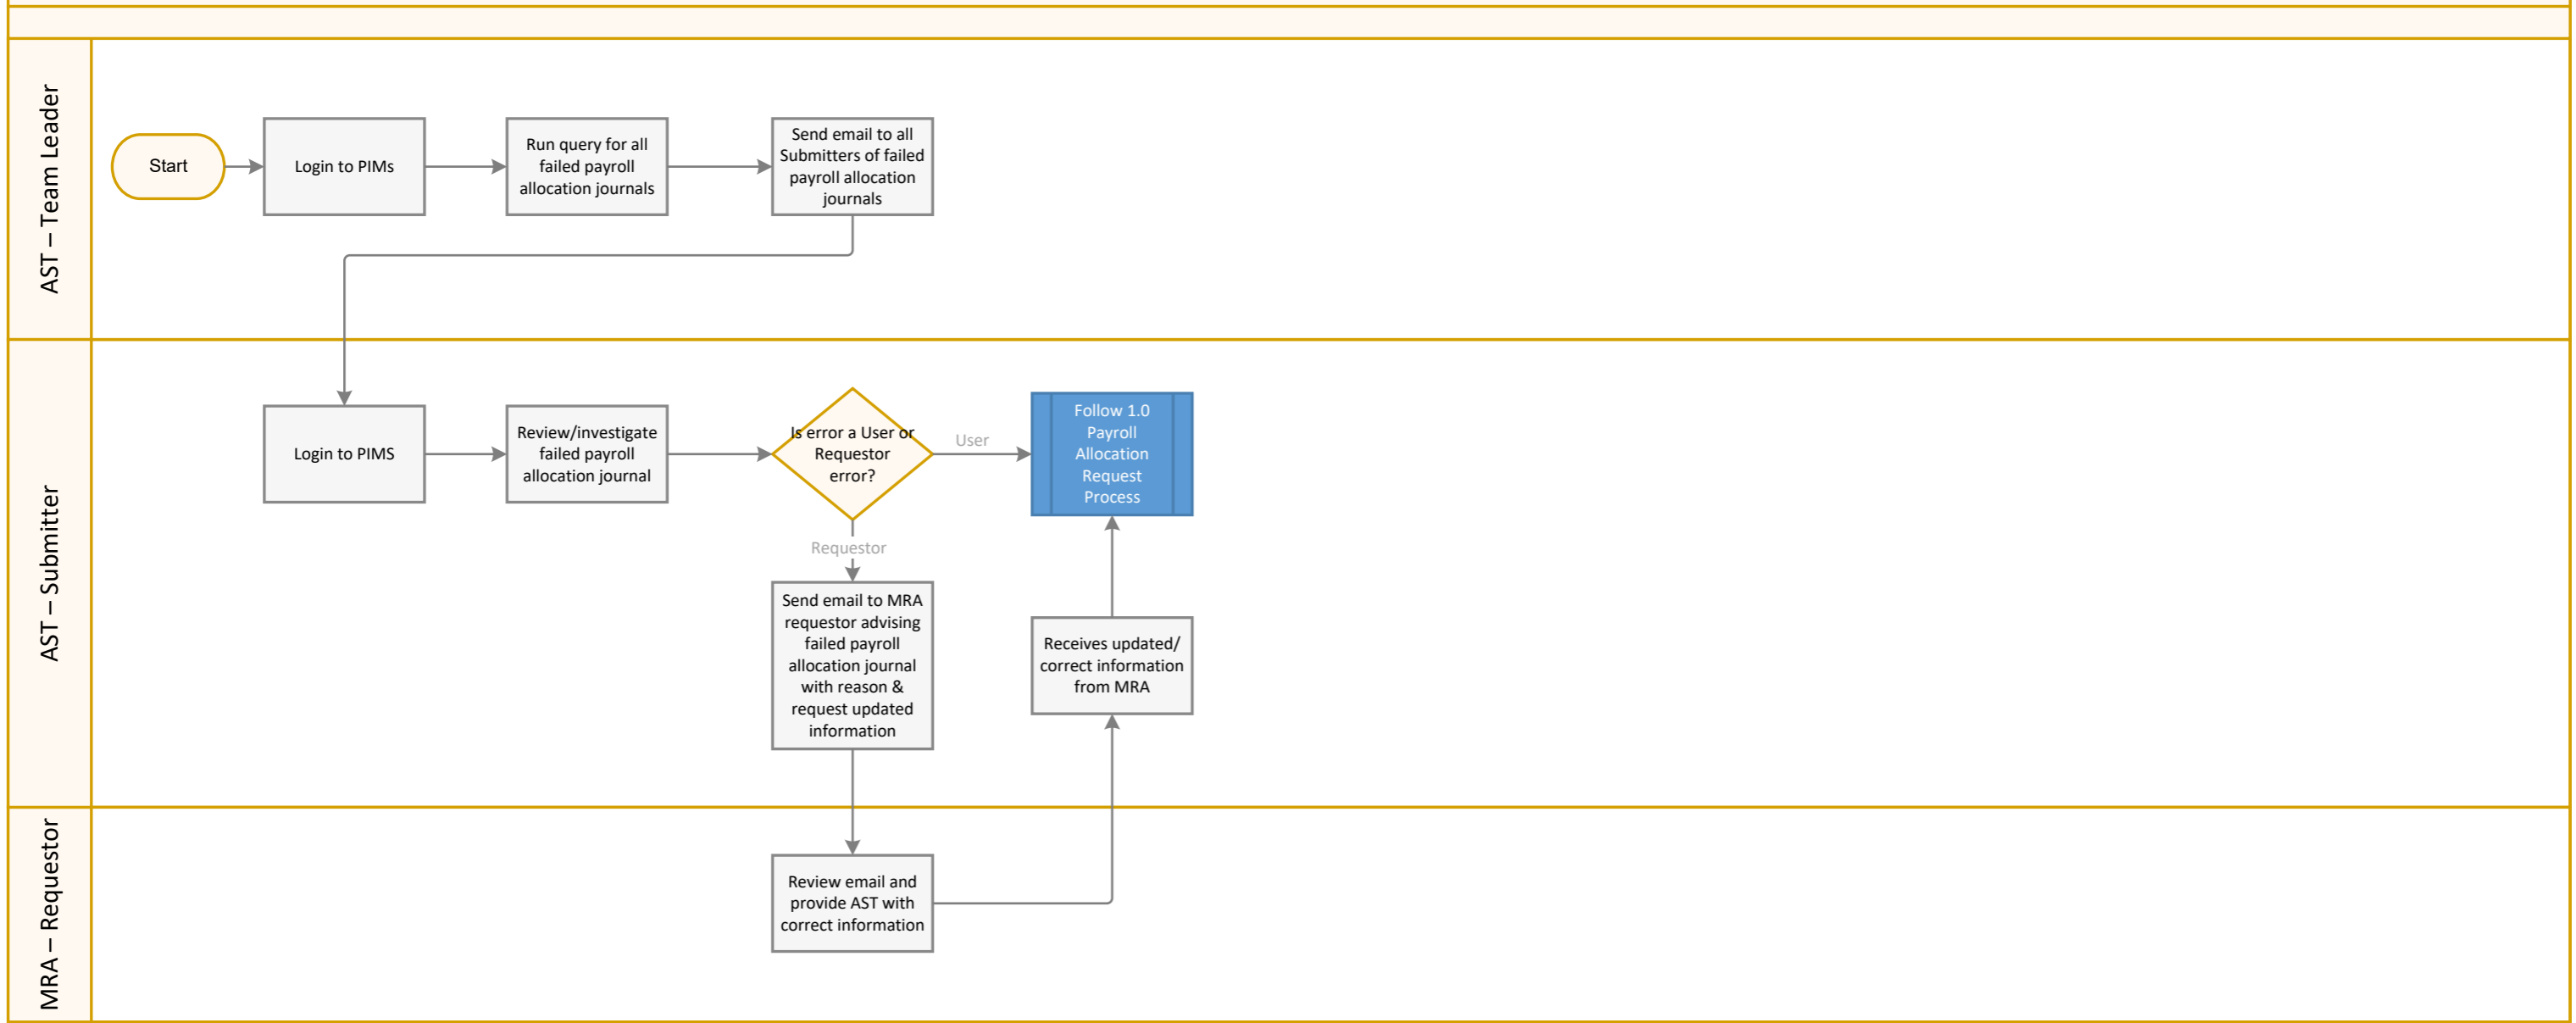 AST – Team Leader
Start
Login to PIMs
Run query for all
failed payroll
allocation journals
Send email to all
Submitters of failed
payroll allocation
journals
AST – Submitter
Login to PIMS
Review/investigate
failed payroll
allocation journal
Is error a User or
Requestor
error?
User
Follow 1.0
Payroll
Allocation
Request
Process
Requestor
Send email to MRA
requestor advising
failed payroll
allocation journal
with reason &
request updated
information
Receives updated/
correct information
from MRA
MRA – Requestor
Review email and
provide AST with
correct information